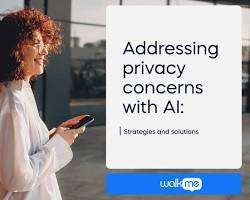 Addressing
privacy
concerns
with AI:
Strategies and solutions
walkme